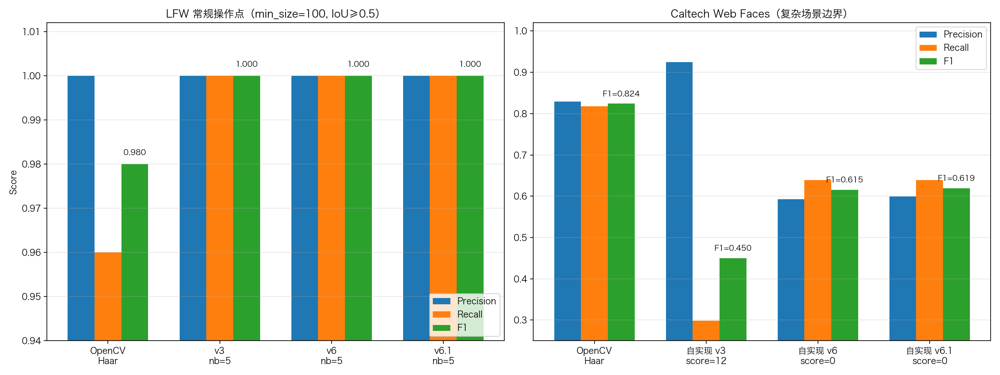 LFW 常规操作点（min_size=100, IoU≥0.5）
Score
1.01
1.00
0.99
0.98
0.97
0.96
0.95
0.94
0.980
1.000
1.000
1.000
Precision
Recall
F1
OpenCV
Haar
v3
nb=5
v6
nb=5
v6.1
nb=5
Caltech Web Faces（复杂场景边界）
1.0
0.9
0.8
0.7
0.6
0.5
0.4
0.3
F1=0.824
F1=0.450
F1=0.615
F1=0.619
Precision
Recall
F1
OpenCV
Haar
自实现 v3
score=12
自实现 v6
score=0
自实现 v6.1
score=0